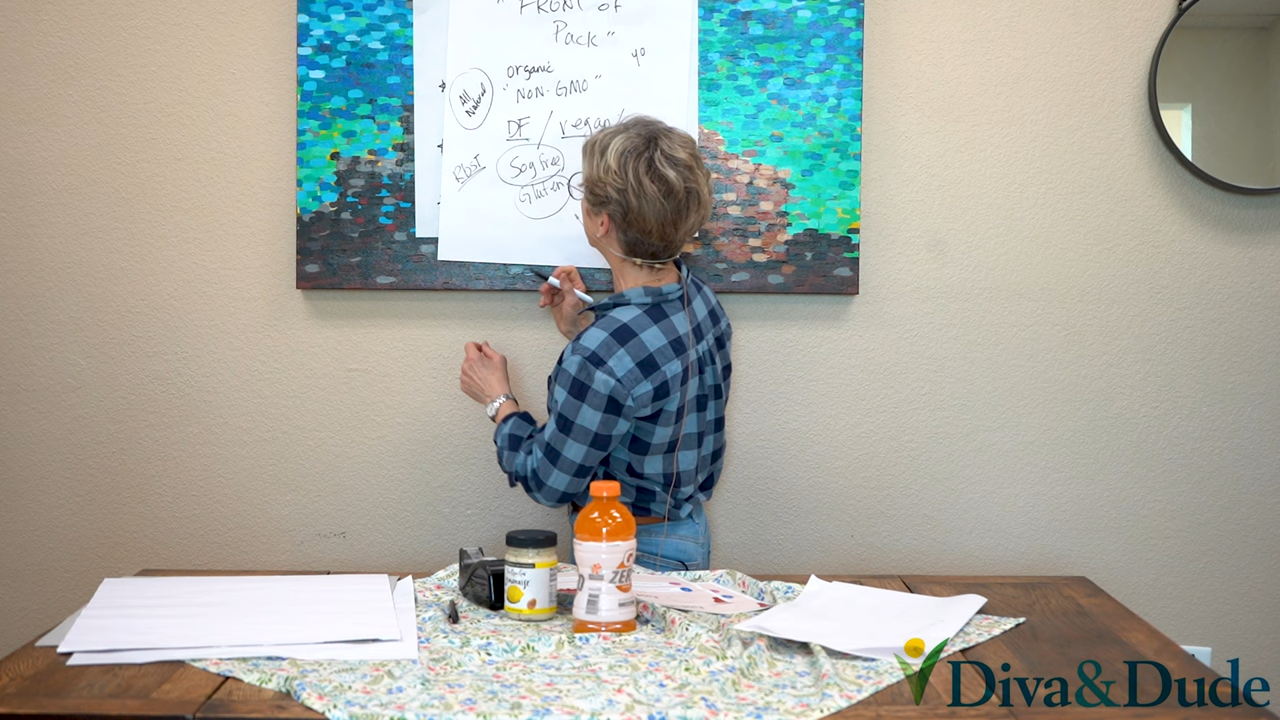 " FRONT of
Pack "
yo
organic
" NON-GMO "
All
Natural
DF / vegan/
RbST
Soy free
Gluten
ZERO
Diva&Dude